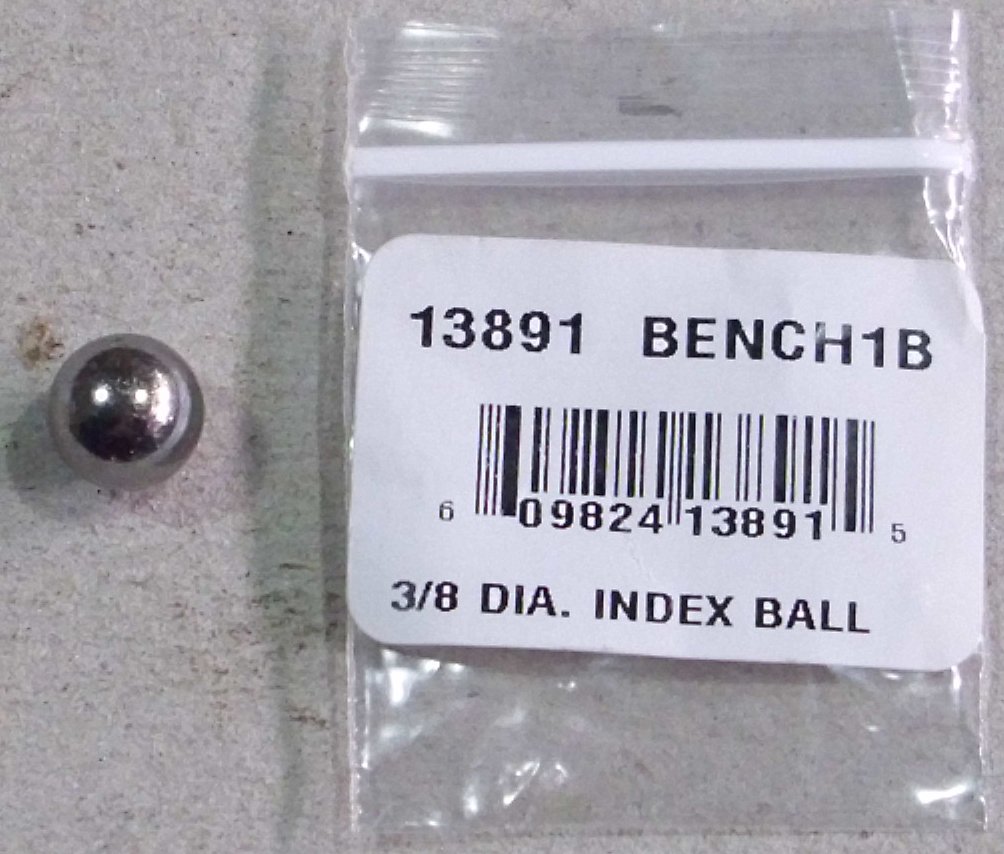 13891 BENCH1B
6 09824 13891 5
3/8 DIA. INDEX BALL